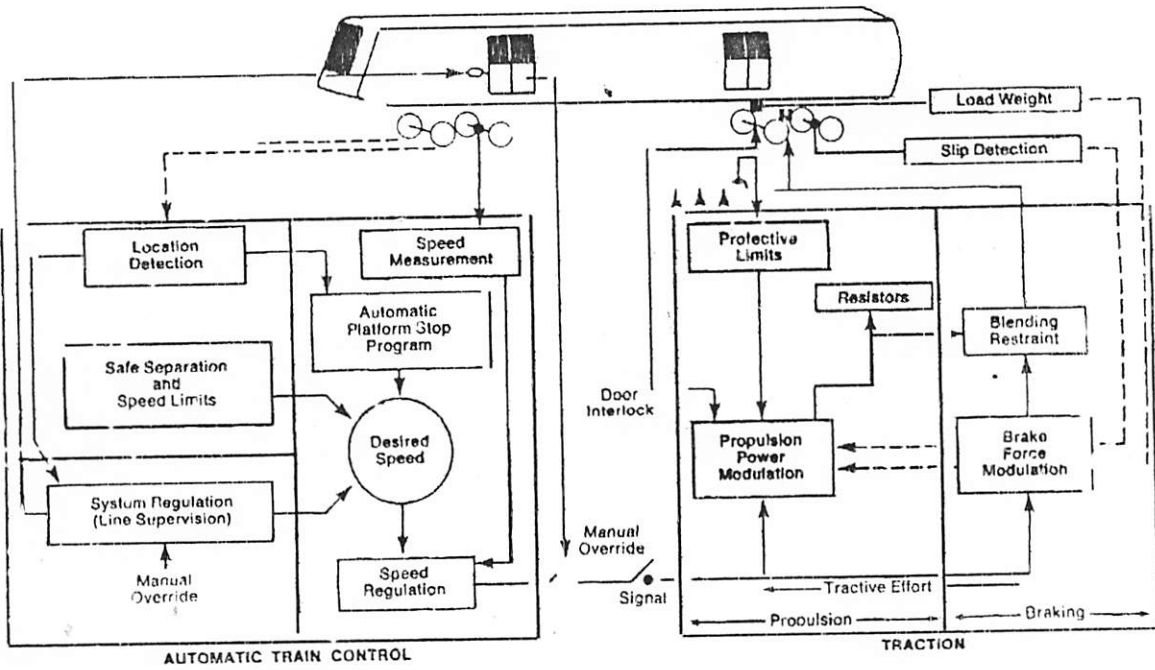 Load Weight
Slip Detection
Location
Detection
Speed
Measurement
Protective
Limits
Automatic
Platform Stop
Program
Resistors
Blending
Restraint
Safe Separation
and
Speed Limits
Door
Interlock
Desired
Speed
Propulsion
Power
Modulation
Brake
Force
Modulation
System Regulation
(Line Supervision)
Manual
Override
Manual
Override
Speed
Regulation
Signal
Tractive Effort
Propulsion
Braking
AUTOMATIC TRAIN CONTROL
TRACTION